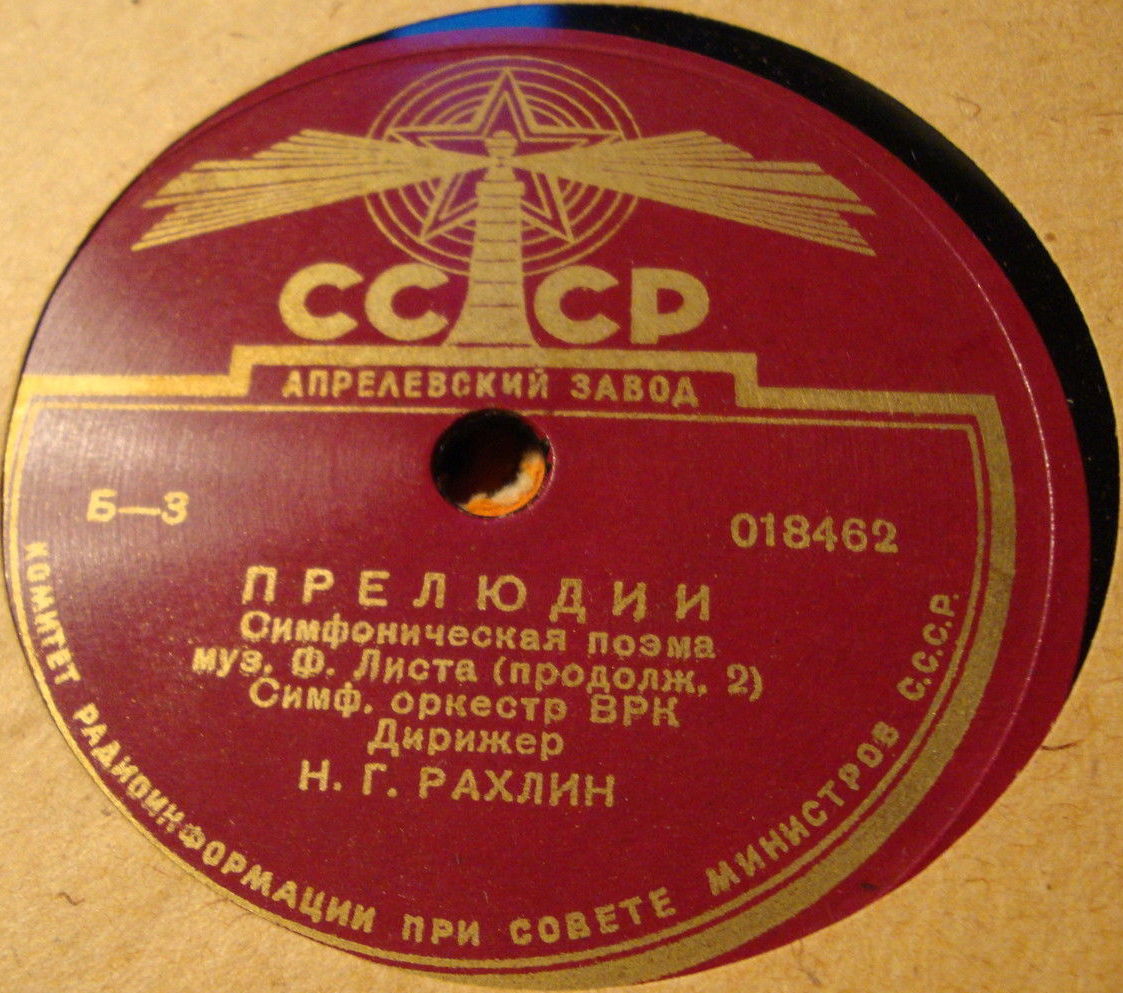 СССР
АПРЕЛЕВСКИЙ ЗАВОД
Б—3
018462
ПРЕЛЮДИИ
Симфоническая поэма
муз. Ф. Листа (продолж. 2)
Симф. оркестр ВРК
Дирижер
Н. Г. РАХЛИН
КОМИТЕТ РАДИОИНФОРМАЦИИ ПРИ СОВЕТЕ МИНИСТРОВ С.С.С.Р.